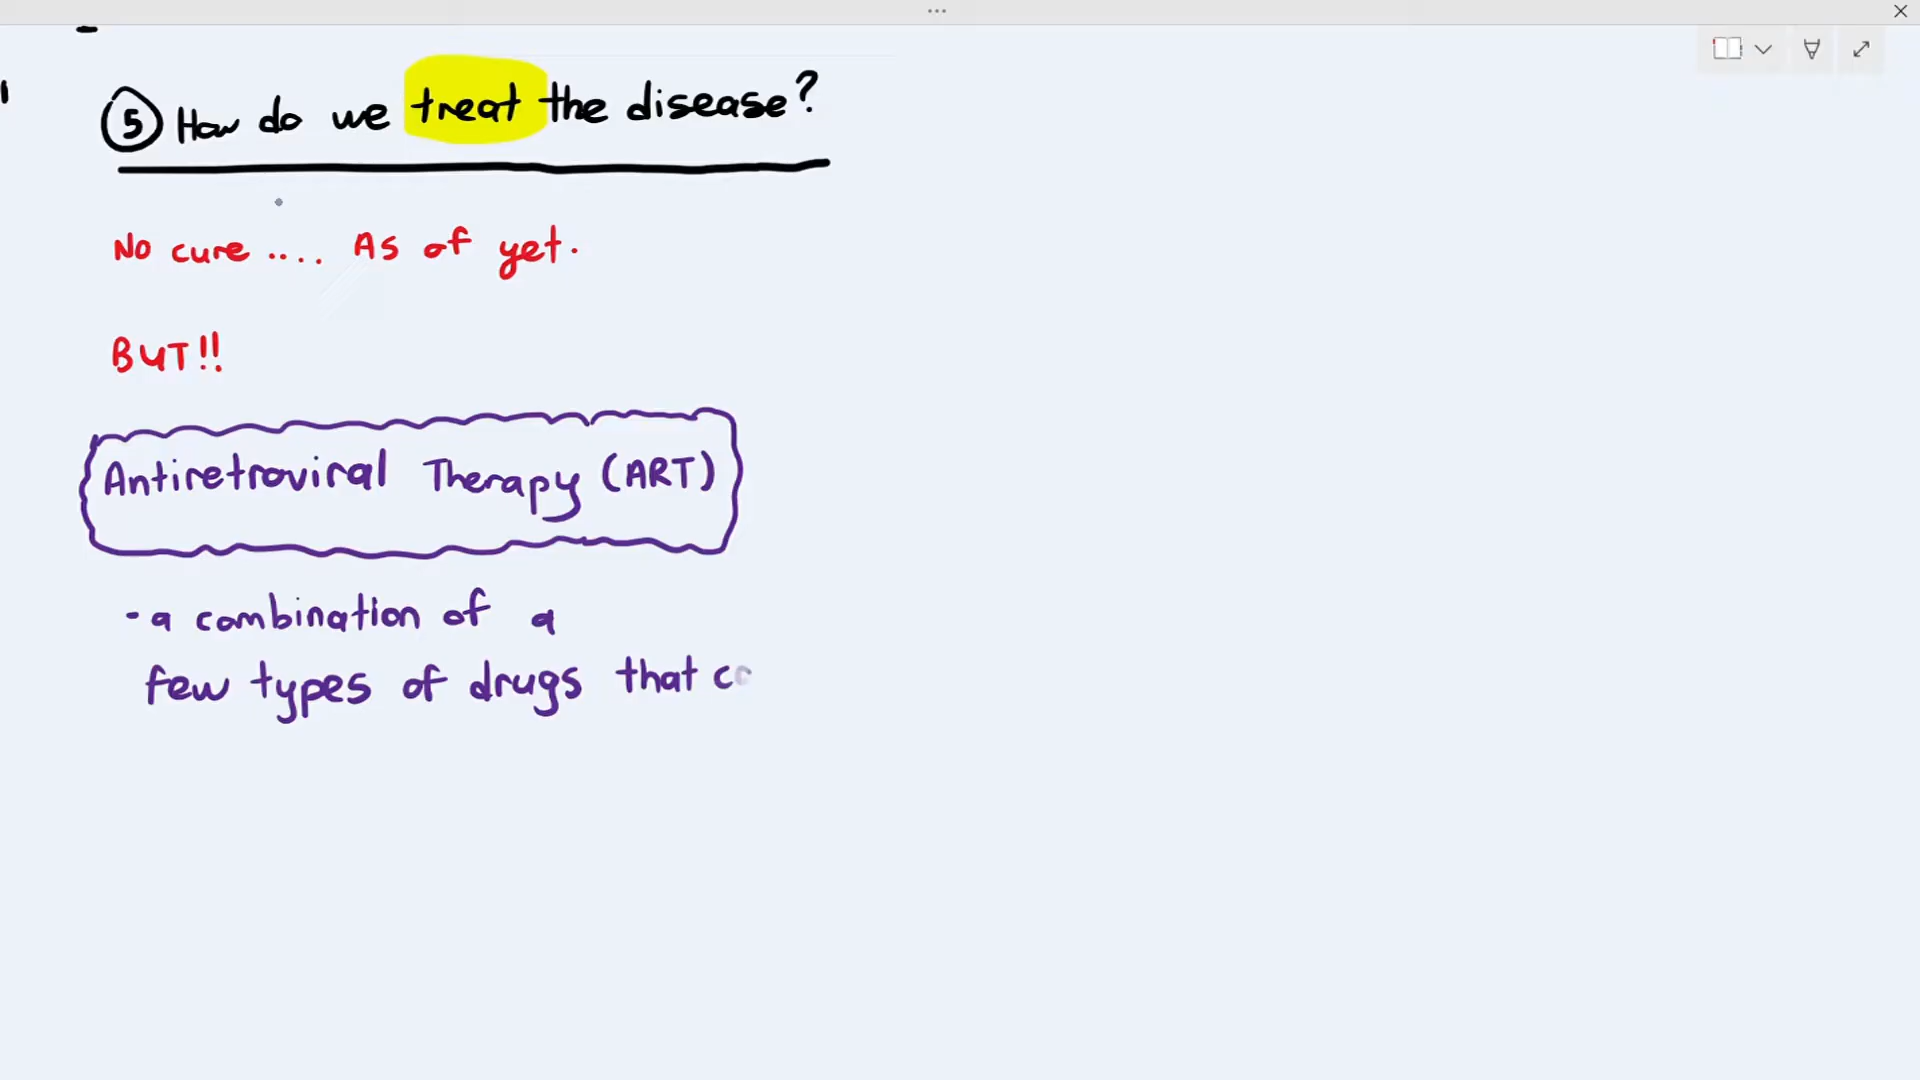 ⑤ How do we treat the disease?
No cure .... As of yet.
BUT!!
Antiretroviral Therapy (ART)
- a combination of a
few types of drugs that